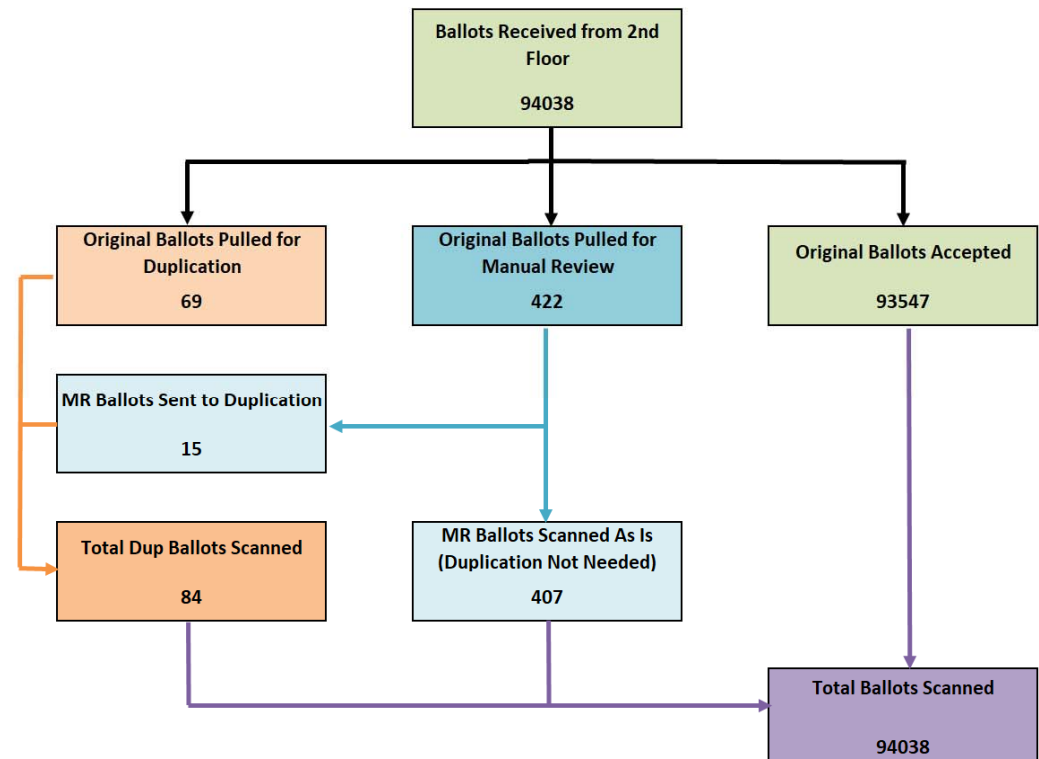 Ballots Received from 2nd
Floor
94038
Original Ballots Pulled for
Duplication
69
Original Ballots Pulled for
Manual Review
422
Original Ballots Accepted
93547
MR Ballots Sent to Duplication
15
Total Dup Ballots Scanned
84
MR Ballots Scanned As Is
(Duplication Not Needed)
407
Total Ballots Scanned
94038